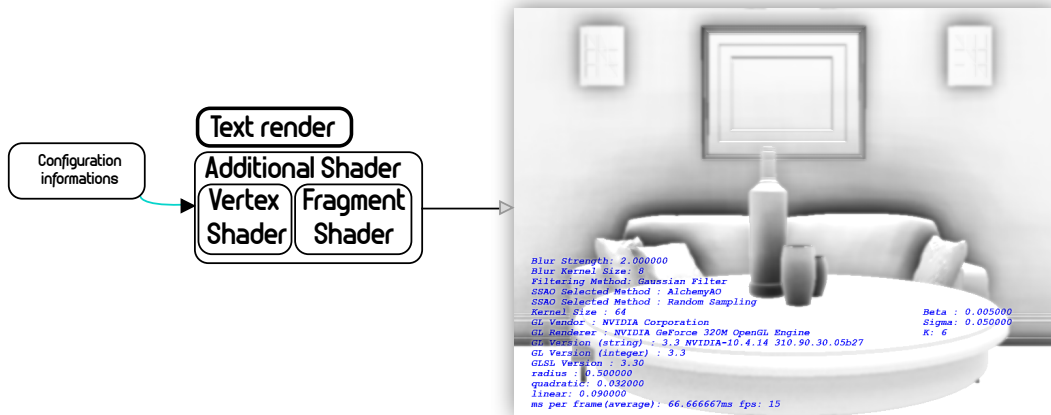 Text render
Configuration
informations
Additional Shader
Vertex
Shader
Fragment
Shader
Blur Strength: 2.000000
Blur Kernel Size: 8
Filtering Method: Gaussian Filter
SSAO Selected Method : AlchemyAO
SSAO Selected Method : Random Sampling
Kernel Size : 64
GL Vendor : NVIDIA Corporation
GL Renderer : NVIDIA GeForce 320M OpenGL Engine
GL Version (string) : 3.3 NVIDIA-10.4.14 310.90.30.05b27
GL Version (integer) : 3.3
GLSL Version : 3.30
radius : 0.500000
quadratic: 0.032000
linear: 0.090000
ms per frame(average): 66.666667ms fps: 15
Beta : 0.005000
Sigma: 0.050000
K: 6